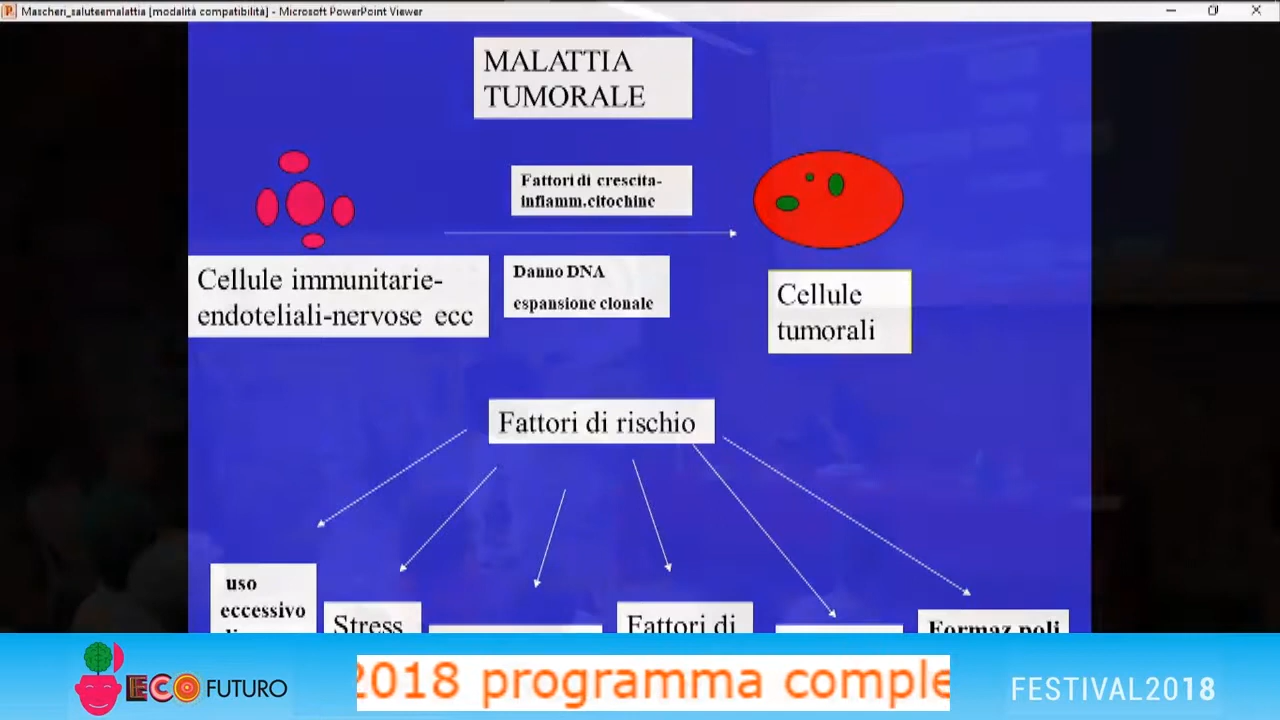 Mascheri_saluteemalattia [modalità compatibilità] - Microsoft PowerPoint Viewer
MALATTIA
TUMORALE
Fattori di crescita-
infiamm.citochine
Cellule immunitarie-
endoteliali-nervose ecc
Danno DNA
espansione clonale
Cellule
tumorali
Fattori di rischio
uso
eccessivo
Stress
Fattori di
Formaz.poli
ECO FUTURO
2018 programma comple
FESTIVAL2018